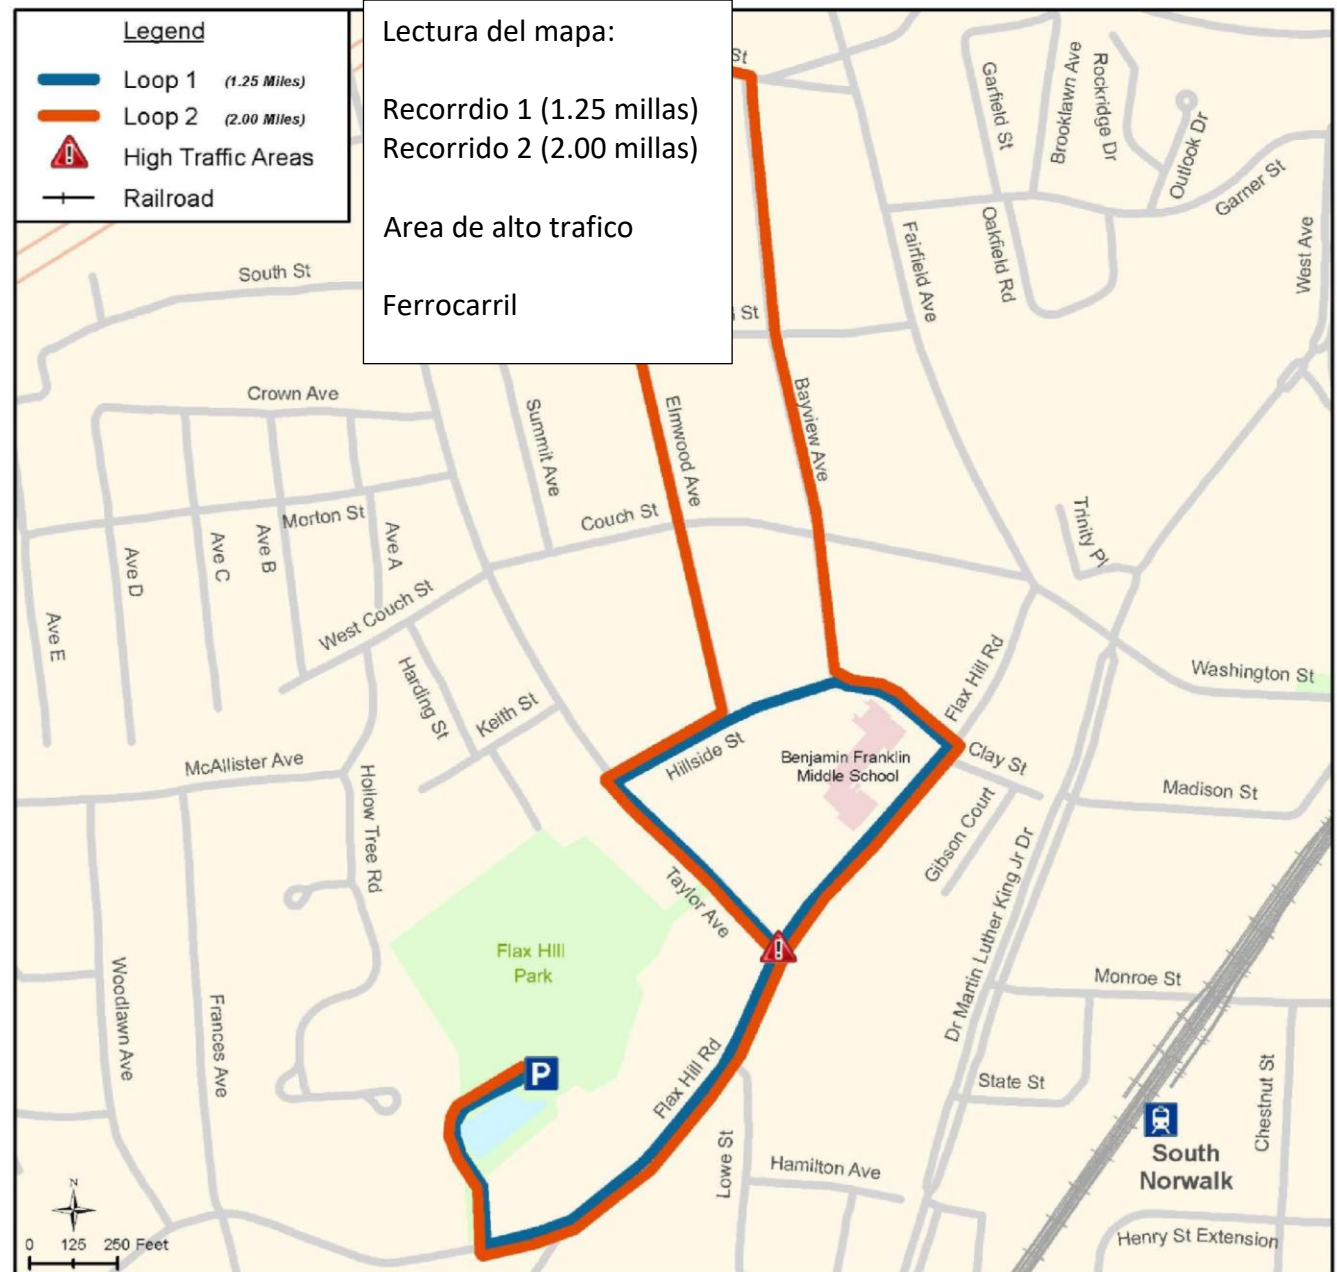 Legend
Loop 1 (1.25 Miles)
Loop 2 (2.00 Miles)
High Traffic Areas
Railroad
Lectura del mapa:
Recorrdio 1 (1.25 millas)
Recorrido 2 (2.00 millas)
Area de alto trafico
Ferrocarril
St
St
South St
Crown Ave
Summit Ave
Elmwood Ave
Bayview Ave
Fairfield Ave
Garfield St
Brooklawn Ave
Rockridge Dr
Outlook Dr
Garner St
Oakfield Rd
West Ave
Morton St
Couch St
Ave A
Ave B
Ave C
Ave D
Ave E
West Couch St
Trinity Pl
Harding St
Keith St
Flax Hill Rd
Washington St
McAllister Ave
Hillside St
Benjamin Franklin
Middle School
Clay St
Madison St
Hollow Tree Rd
Gibson Court
Taylor Ave
Dr Martin Luther King Jr Dr
Flax Hill
Park
Monroe St
Woodlawn Ave
Frances Ave
P
Flax Hill Rd
State St
Chestnut St
Lowe St
Hamilton Ave
South
Norwalk
Henry St Extension
N
0 125 250 Feet